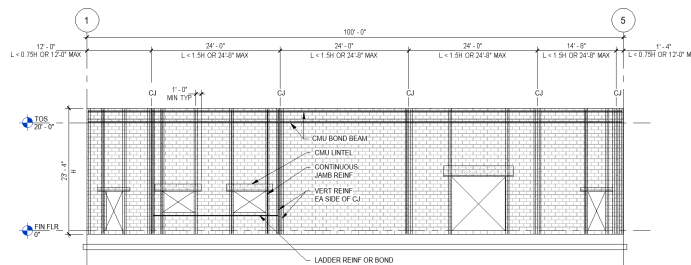 1
5
100' - 0"
12' - 0"
24' - 0"
24' - 0"
24' - 0"
14' - 8"
1' - 4"
L < 0.75H OR 12'-0" MAX
L < 1.5H OR 24'-8" MAX
L < 1.5H OR 24'-8" MAX
L < 1.5H OR 24'-8" MAX
L < 1.5H OR 24'-8" MAX
L < 0.75H OR 12'-0" M
CJ
1' - 0"
MIN TYP
CJ
CJ
CJ
CJ
TOS
20' - 0"
CMU BOND BEAM
CMU LINTEL
CONTINUOUS
JAMB REINF
VERT REINF
EA SIDE OF CJ
23' - 4"
H
FIN FLR
0"
LADDER REINF OR BOND